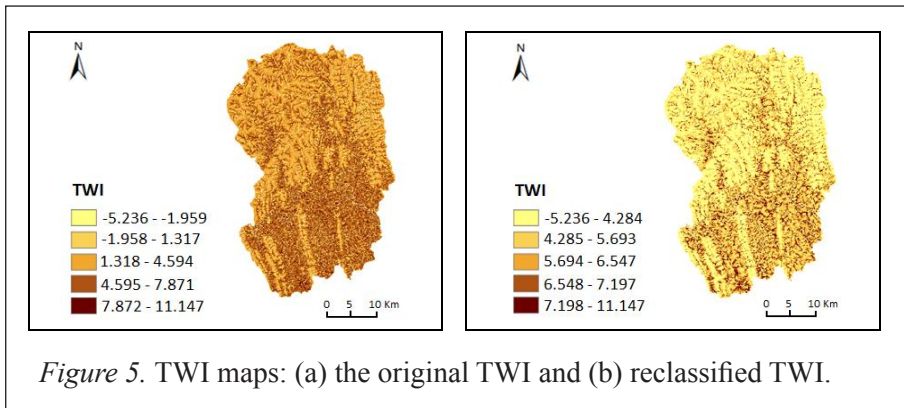 N
TWI
-5.236 - -1.959
-1.958 - 1.317
1.318 - 4.594
4.595 - 7.871
7.872 - 11.147
0 5 10 Km
N
TWI
-5.236 - 4.284
4.285 - 5.693
5.694 - 6.547
6.548 - 7.197
7.198 - 11.147
0 5 10 Km
Figure 5. TWI maps: (a) the original TWI and (b) reclassified TWI.